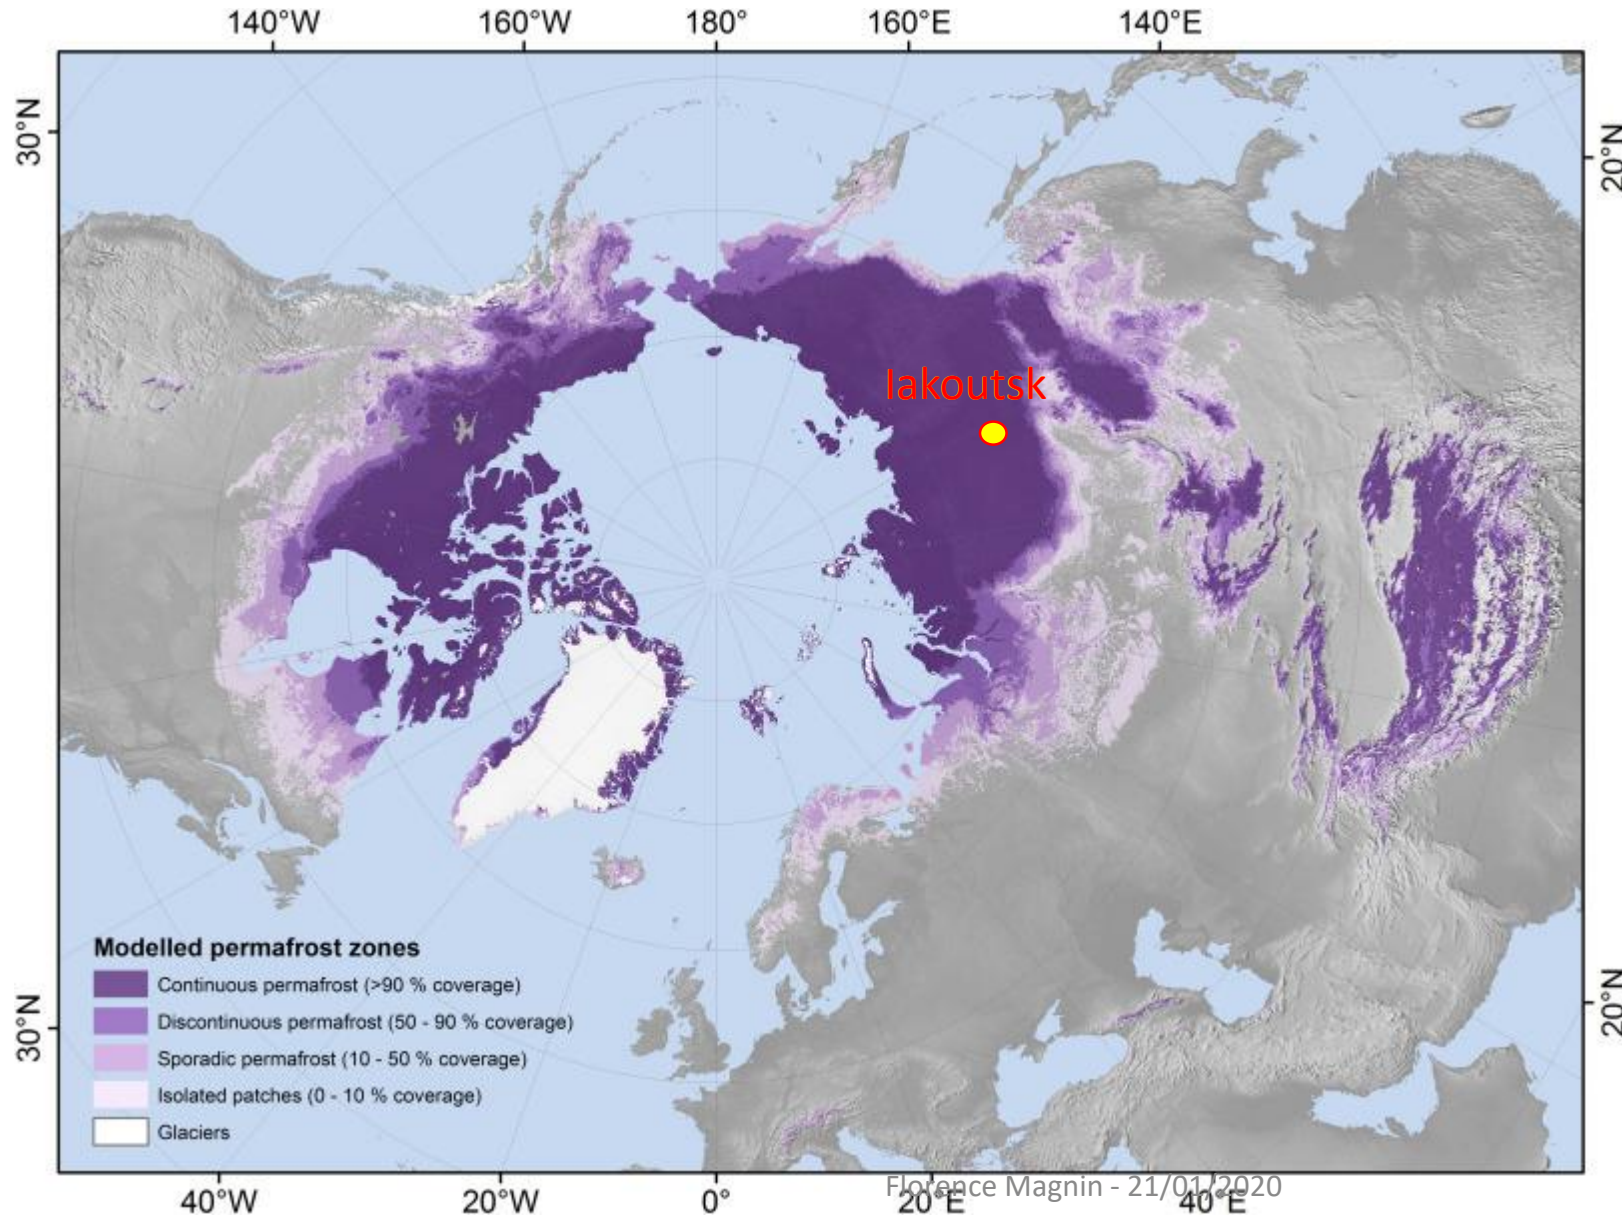 140°W 160°W 180° 160°E 140°E
30°N
20°N
Iakoutsk
Modelled permafrost zones
Continuous permafrost (>90 % coverage)
Discontinuous permafrost (50 - 90 % coverage)
Sporadic permafrost (10 - 50 % coverage)
Isolated patches (0 - 10 % coverage)
Glaciers
30°N
20°N
40°W 20°W 0° 20°E 40°E
Florence Magnin - 21/01/2020